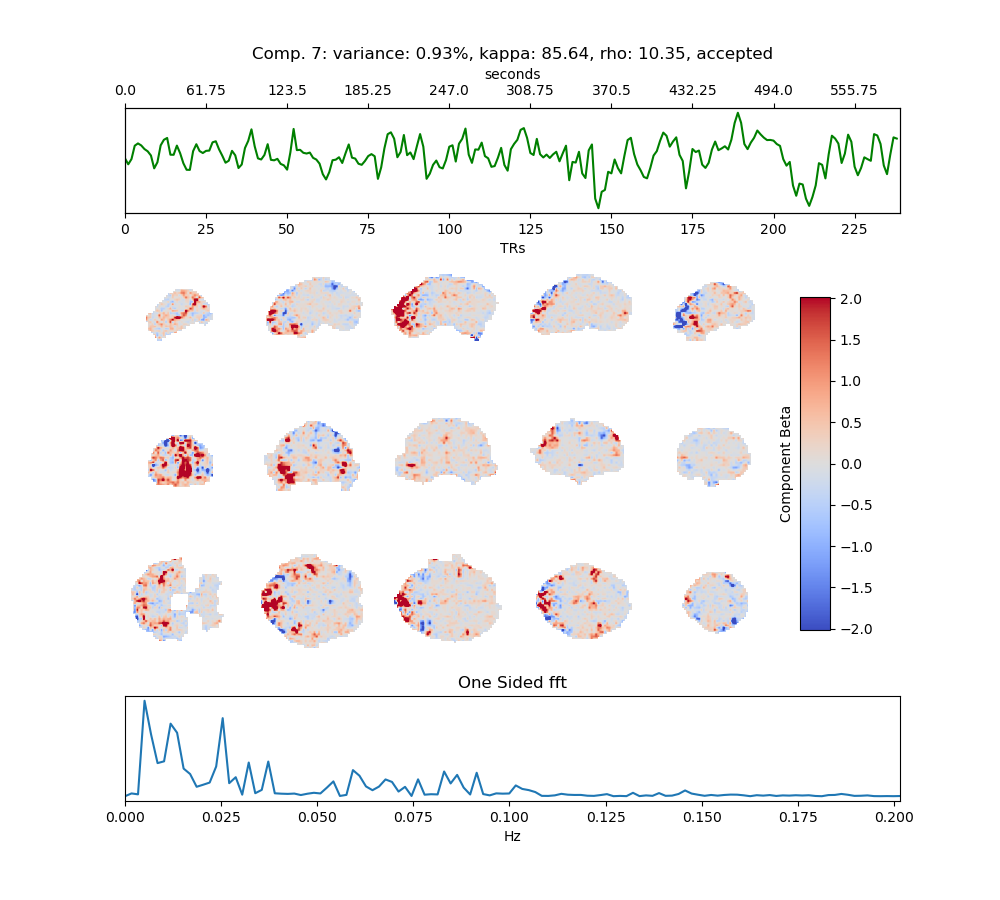 Comp. 7: variance: 0.93%, kappa: 85.64, rho: 10.35, accepted
seconds
0.0 61.75 123.5 185.25 247.0 308.75 370.5 432.25 494.0 555.75
0 25 50 75 100 125 150 175 200 225
TRs
2.0
1.5
1.0
0.5
0.0
−0.5
−1.0
−1.5
−2.0
Component Beta
One Sided fft
0.000 0.025 0.050 0.075 0.100 0.125 0.150 0.175 0.200
Hz